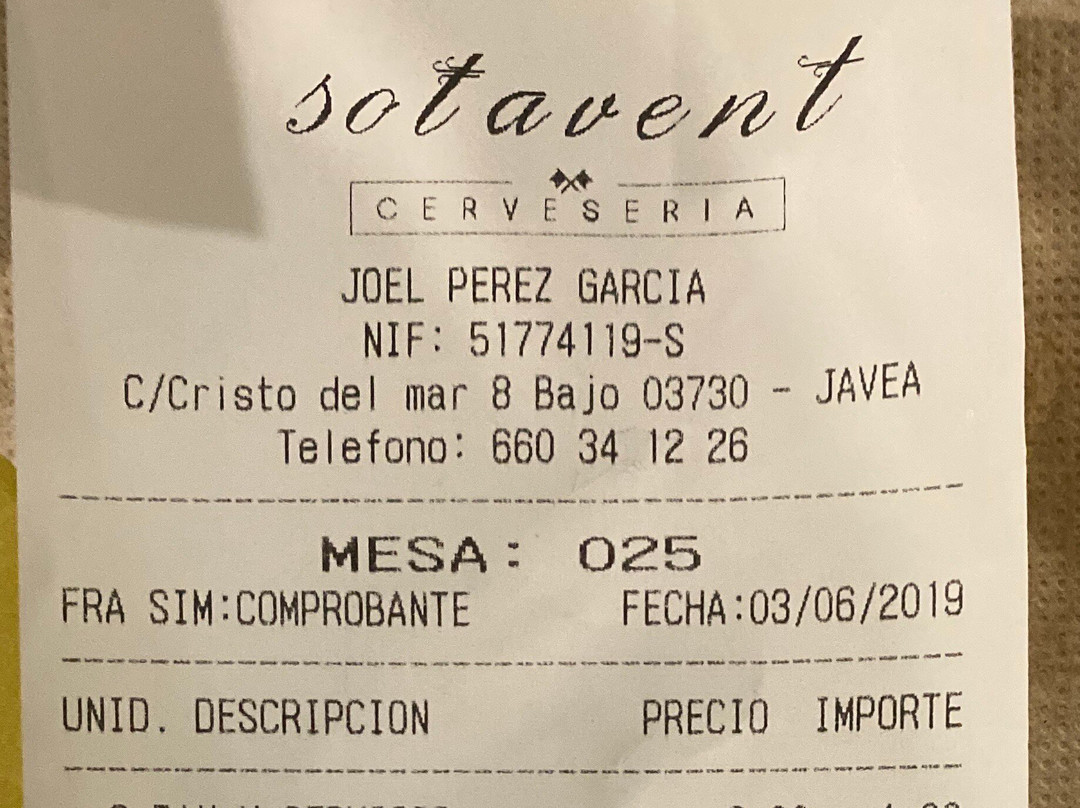 sotavent
CERVESERIA
JOEL PEREZ GARCIA
NIF: 51774119-S
C/Cristo del mar 8 Bajo 03730 - JAVEA
Telefono: 660 34 12 26
MESA: 025
FRA SIM:COMPROBANTE FECHA:03/06/2019
UNID. DESCRIPCION PRECIO IMPORTE